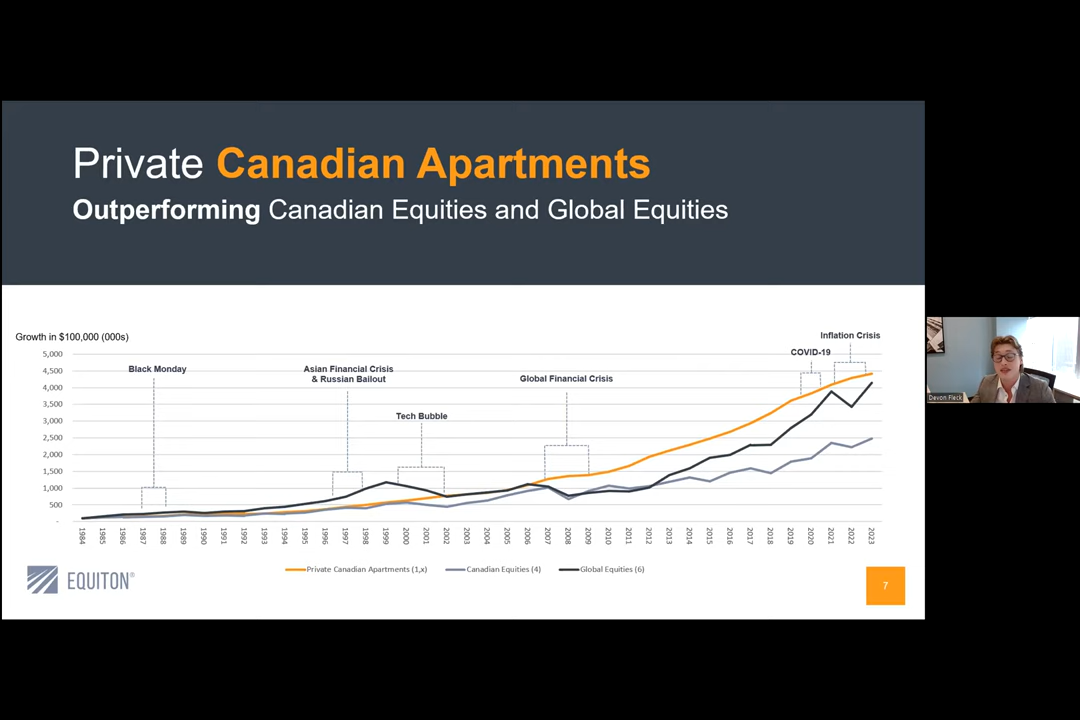 Private Canadian Apartments
Outperforming Canadian Equities and Global Equities
Growth in $100,000 (000s)
Inflation Crisis
COVID-19
Black Monday
Asian Financial Crisis
& Russian Bailout
Global Financial Crisis
Tech Bubble
5,000
4,500
4,000
3,500
3,000
2,500
2,000
1,500
1,000
500
-
1984 1985 1986 1987 1988 1989 1990 1991 1992 1993 1994 1995 1996 1997 1998 1999 2000 2001 2002 2003 2004 2005 2006 2007 2008 2009 2010 2011 2012 2013 2014 2015 2016 2017 2018 2019 2020 2021 2022 2023
Private Canadian Apartments (1,x) Canadian Equities (4) Global Equities (6)
EQUITON®
7
Devon Fleck